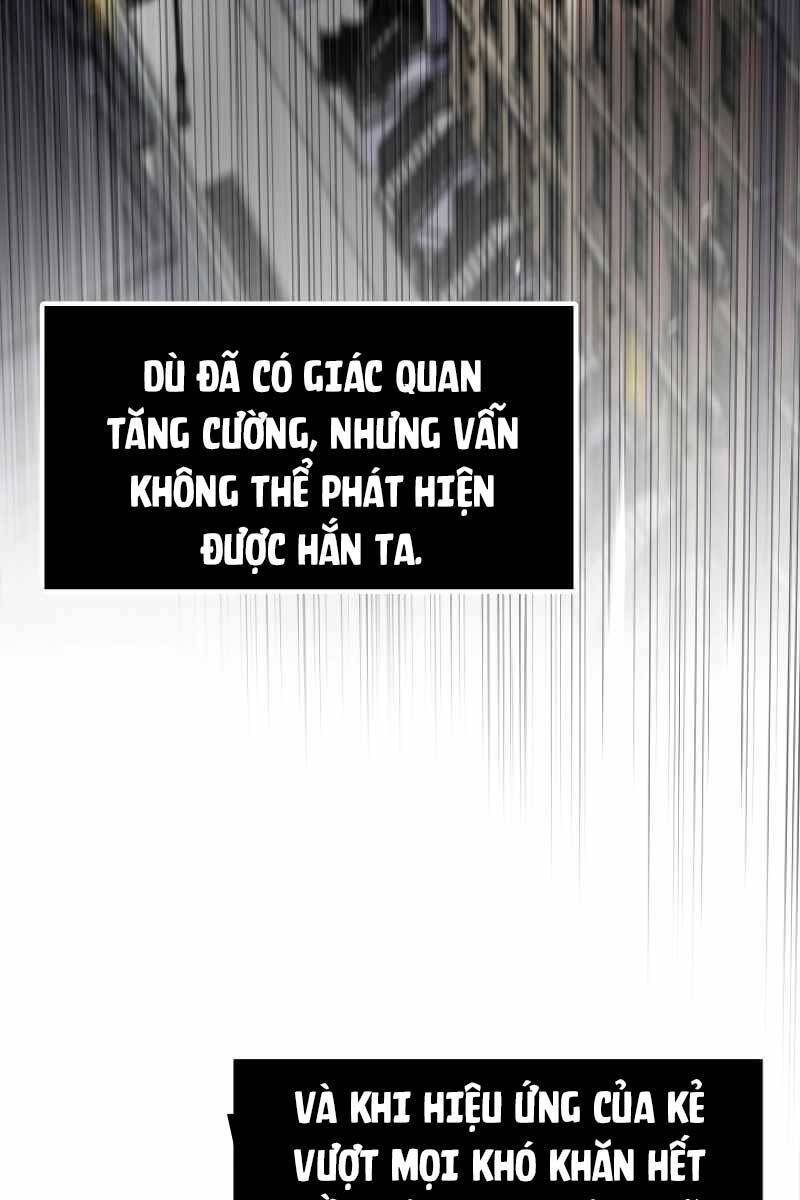 DÙ ĐÃ CÓ GIÁC QUAN
TĂNG CƯỜNG, NHƯNG VẪN
KHÔNG THỂ PHÁT HIỆN
ĐƯỢC HẮN TA.
VÀ KHI HIỆU ỨNG CỦA KẺ
VƯỢT MỌI KHÓ KHĂN HẾT